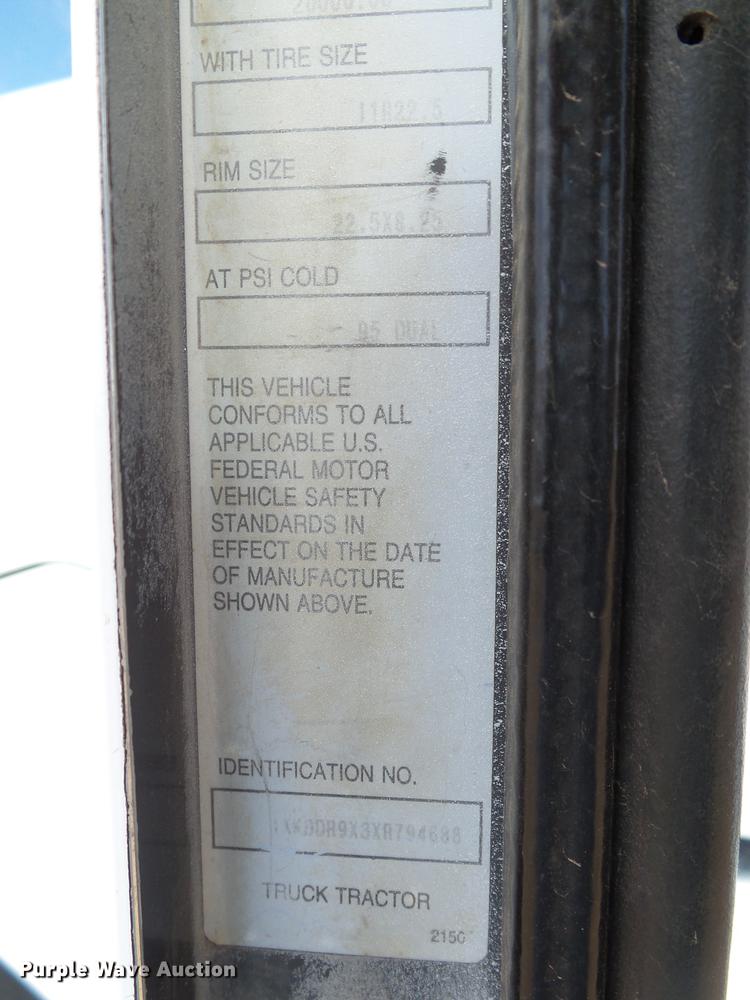 WITH TIRE SIZE
11R22.5
RIM SIZE
22.5X8.25
AT PSI COLD
95 DUAL
THIS VEHICLE
CONFORMS TO ALL
APPLICABLE U.S.
FEDERAL MOTOR
VEHICLE SAFETY
STANDARDS IN
EFFECT ON THE DATE
OF MANUFACTURE
SHOWN ABOVE.
IDENTIFICATION NO.
TRUCK TRACTOR
Purple Wave Auction